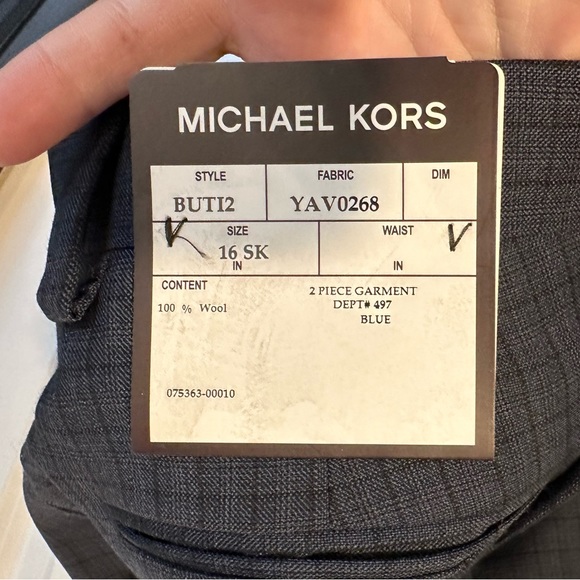 MICHAEL KORS
STYLE FABRIC DIM
BUTI2 YAV0268
V SIZE WAIST V
16 SK
IN IN
CONTENT
100 % Wool
2 PIECE GARMENT
DEPT# 497
BLUE
075363-00010